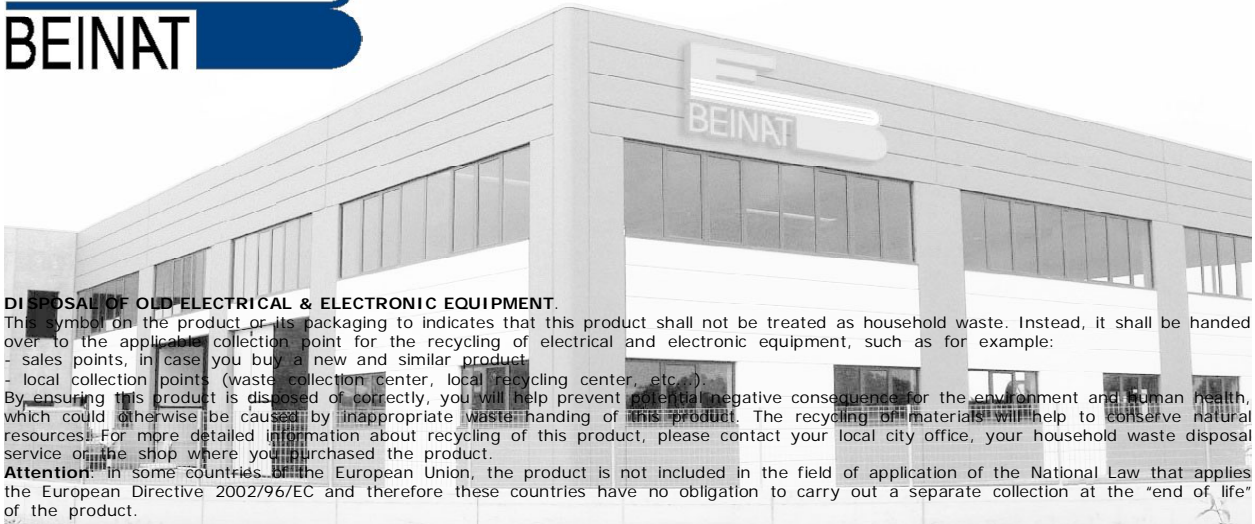 BEINAT
BEINAT
DISPOSAL OF OLD ELECTRICAL & ELECTRONIC EQUIPMENT.
This symbol on the product or its packaging to indicates that this product shall not be treated as household waste. Instead, it shall be handed
over to the applicable collection point for the recycling of electrical and electronic equipment, such as for example:
- sales points, in case you buy a new and similar product
- local collection points (waste collection center, local recycling center, etc...).
By ensuring this product is disposed of correctly, you will help prevent potential negative consequence for the environment and human health,
which could otherwise be caused by inappropriate waste handing of this product. The recycling of materials will help to conserve natural
resources. For more detailed information about recycling of this product, please contact your local city office, your household waste disposal
service or the shop where you purchased the product.
Attention: in some countries of the European Union, the product is not included in the field of application of the National Law that applies
the European Directive 2002/96/EC and therefore these countries have no obligation to carry out a separate collection at the “end of life”
of the product.